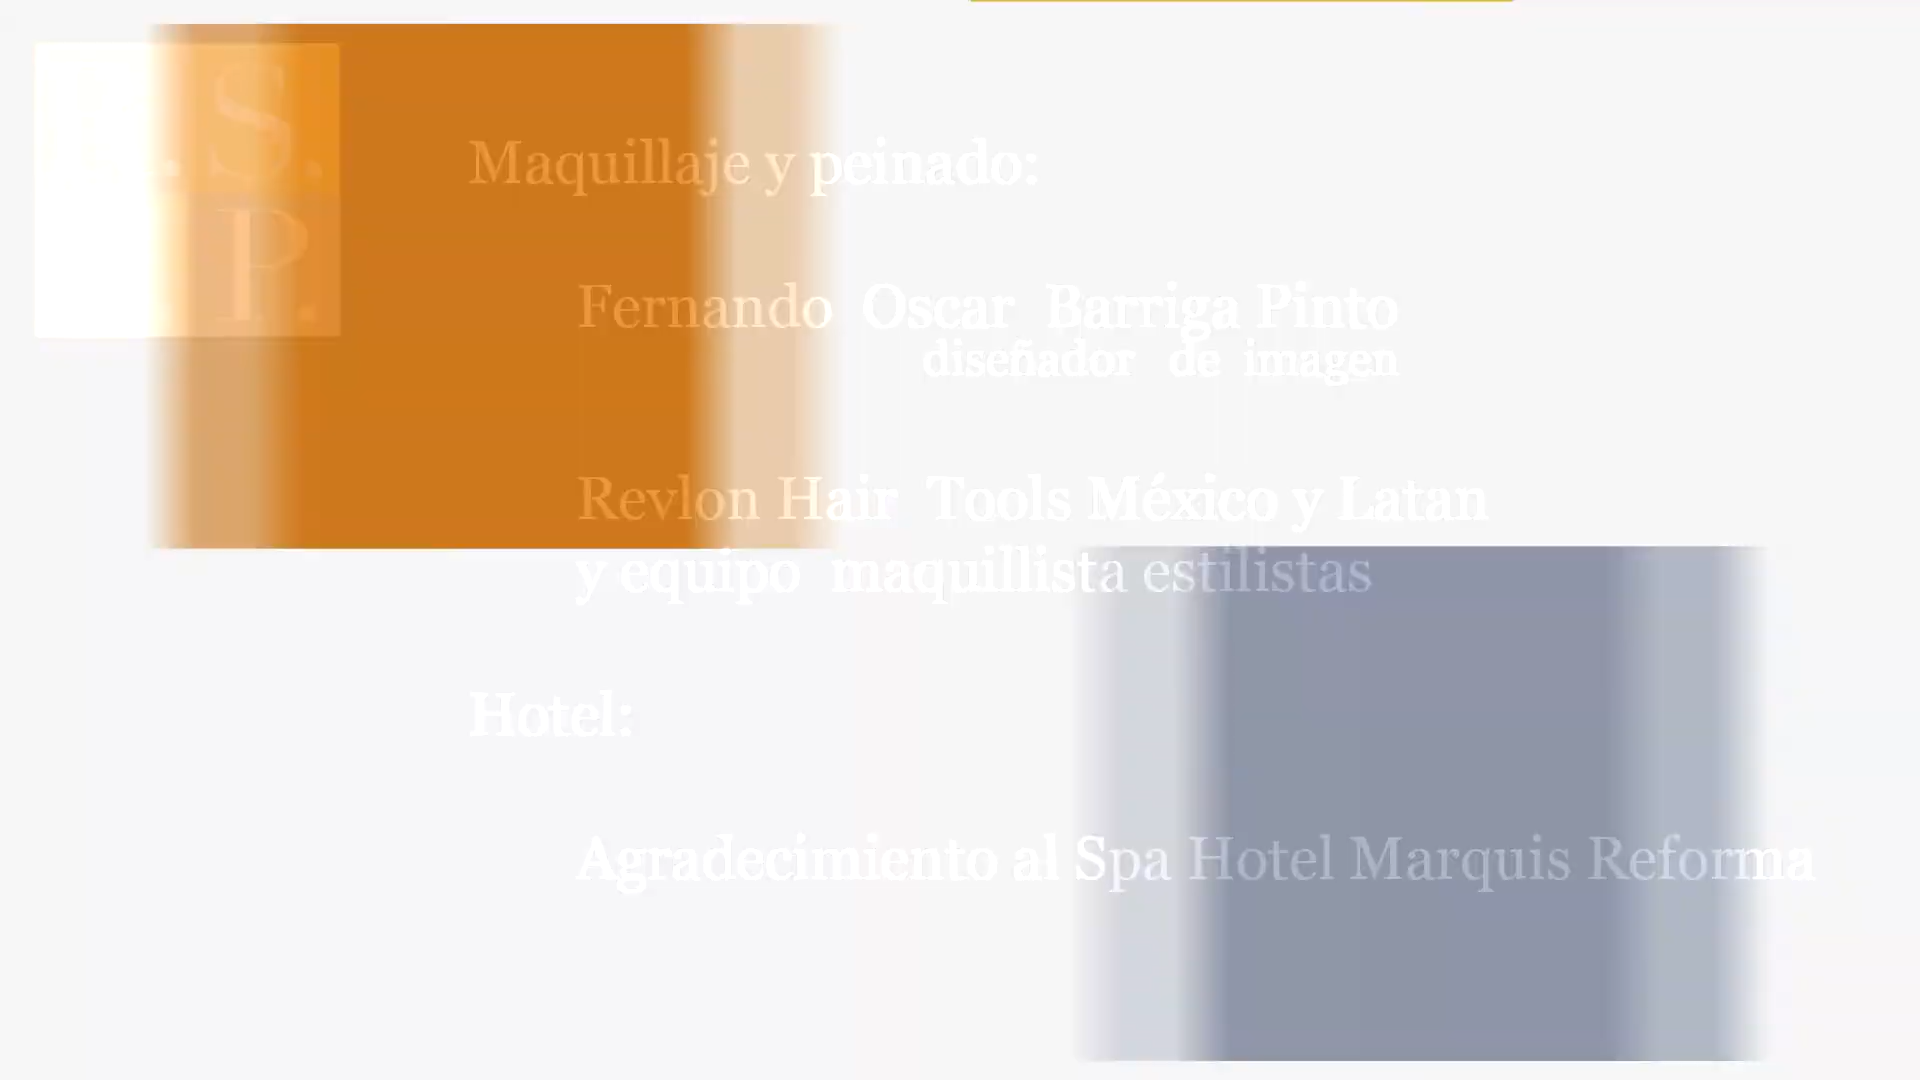 S.
P.
Maquillaje y peinado:
Fernando Oscar Barriga Pinto
diseñador de imagen
Revlon Hair Tools México y Latan
y equipo maquillista estilistas
Hotel:
Agradecimiento al Spa Hotel Marquis Reforma